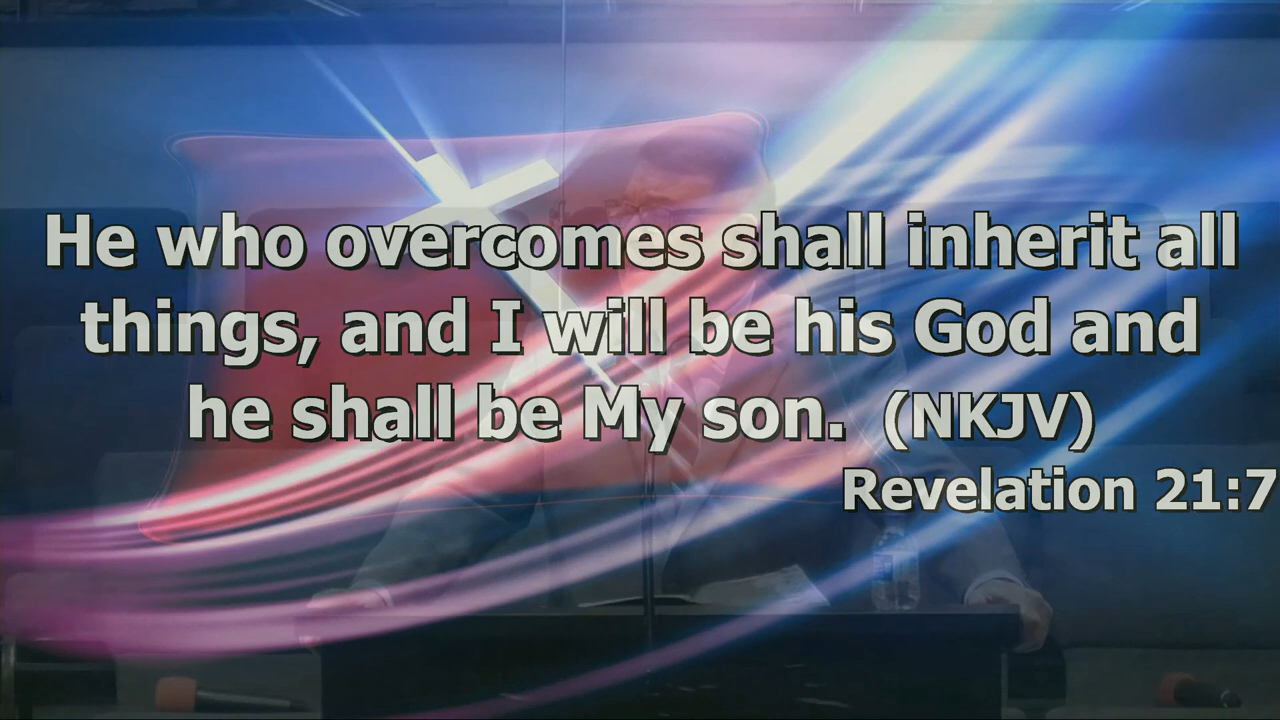 He who overcomes shall inherit all
things, and I will be his God and
he shall be My son. (NKJV)
Revelation 21:7